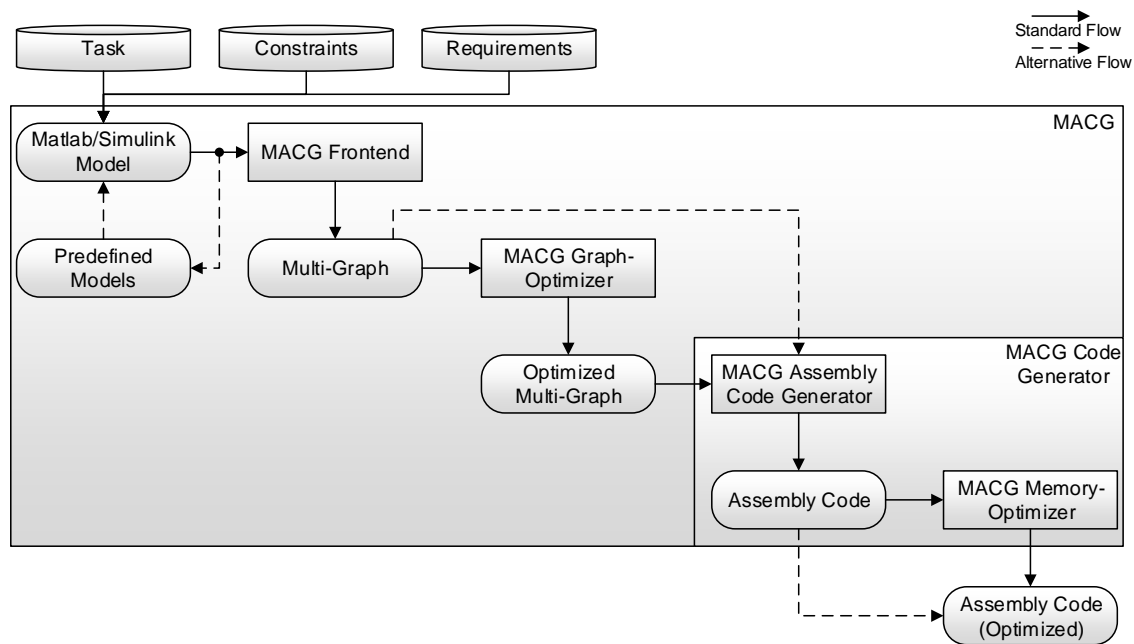 Standard Flow
Alternative Flow
Task
Constraints
Requirements
MACG
Matlab/Simulink
Model
MACG Frontend
Predefined
Models
Multi-Graph
MACG Graph-
Optimizer
MACG Code
Generator
Optimized
Multi-Graph
MACG Assembly
Code Generator
Assembly Code
MACG Memory-
Optimizer
Assembly Code
(Optimized)